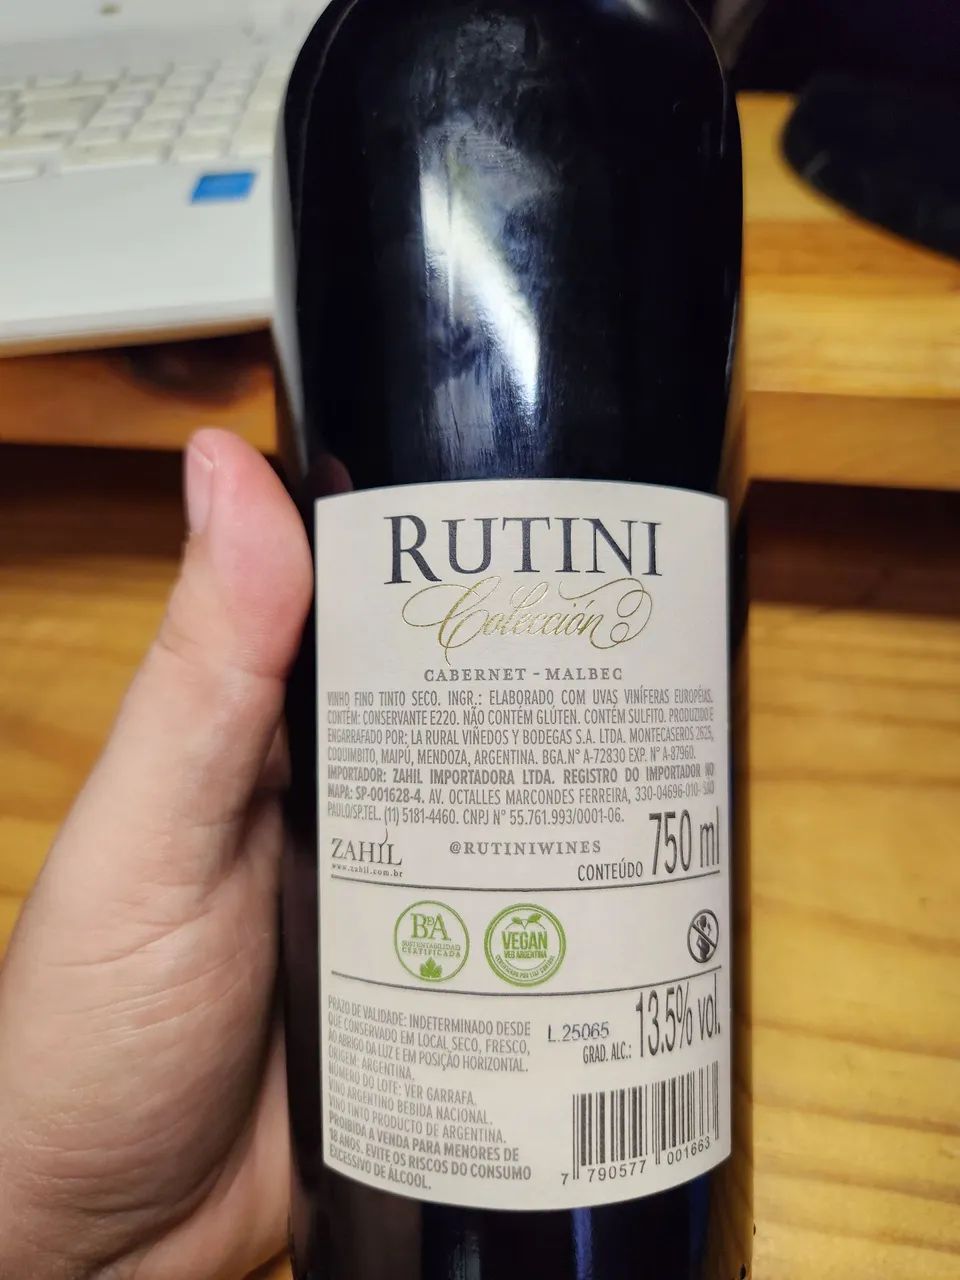 RUTINI
Colección
CABERNET - MALBEC
VINHO FINO TINTO SECO. INGR.: ELABORADO COM UVAS VINÍFERAS EUROPÉIAS.
CONTÉM: CONSERVANTE E220. NÃO CONTÉM GLÚTEN. CONTÉM SULFITO. PRODUZIDO E
ENGARRAFADO POR: LA RURAL VIÑEDOS Y BODEGAS S.A. LTDA. MONTECASEROS 2625,
COQUIMBITO, MAIPÚ, MENDOZA, ARGENTINA. BGA.N° A-72830 EXP. N° A-87960.
IMPORTADOR: ZAHIL IMPORTADORA LTDA. REGISTRO DO IMPORTADOR NO
MAPA: SP-001628-4. AV. OCTALLES MARCONDES FERREIRA, 330-04696-010- SÃO
PAULO/SP.TEL. (11) 5181-4460. CNPJ N° 55.761.993/0001-06.
ZAHIL
www.zahil.com.br
@RUTINIWINES
CONTEÚDO 750 ml
BDA
SUSTENTABILIDAD
CERTIFICADA
VEGAN
VEG ARGENTINA
PRAZO DE VALIDADE: INDETERMINADO DESDE
QUE CONSERVADO EM LOCAL SECO, FRESCO,
AO ABRIGO DA LUZ E EM POSIÇÃO HORIZONTAL.
ORIGEM: ARGENTINA.
NÚMERO DO LOTE: VER GARRAFA.
VINO ARGENTINO BEBIDA NACIONAL.
VINO TINTO PRODUCTO DE ARGENTINA.
PROIBIDA A VENDA PARA MENORES DE
18 ANOS. EVITE OS RISCOS DO CONSUMO
EXCESSIVO DE ÁLCOOL.
L.25065
GRAD. ALC.: 13.5% vol.
7 790577 001663